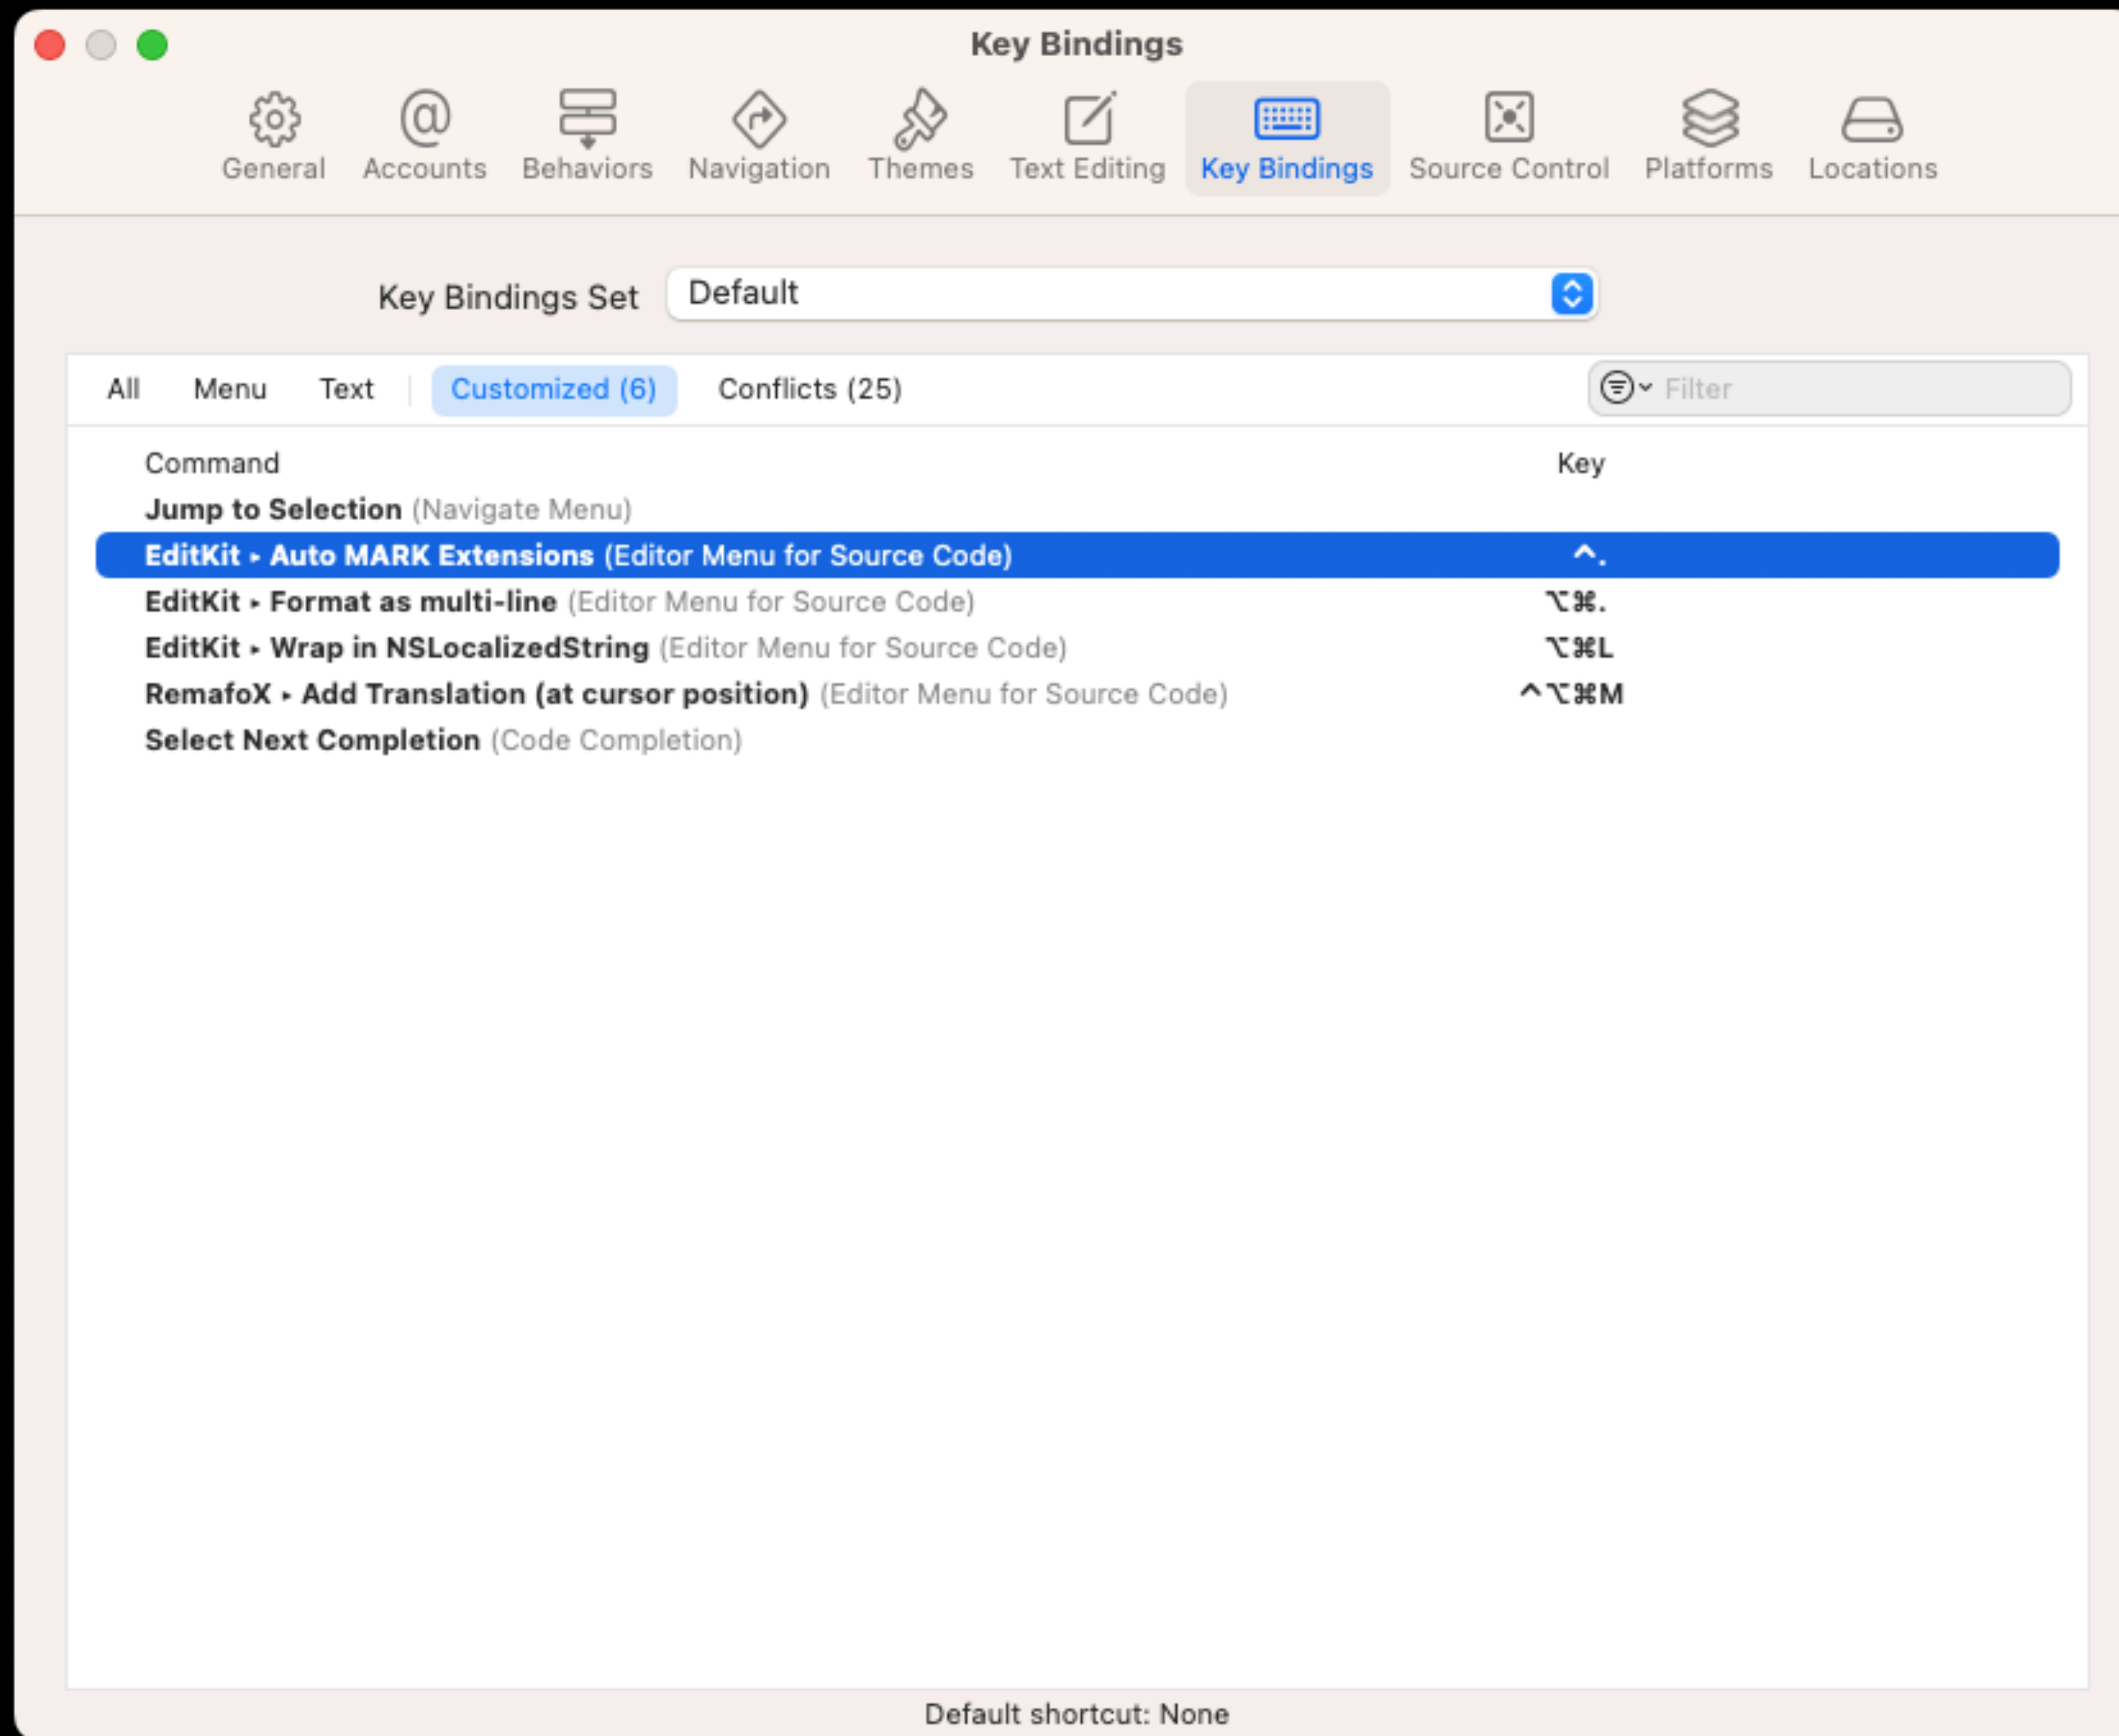 Key Bindings
General Accounts Behaviors Navigation Themes Text Editing Key Bindings Source Control Platforms Locations
Key Bindings Set Default
All Menu Text Customized (6) Conflicts (25) Filter
Command Key
Jump to Selection (Navigate Menu)
EditKit ▸ Auto MARK Extensions (Editor Menu for Source Code) ^.
EditKit ▸ Format as multi-line (Editor Menu for Source Code) ⌥⌘.
EditKit ▸ Wrap in NSLocalizedString (Editor Menu for Source Code) ⌥⌘L
RemafoX ▸ Add Translation (at cursor position) (Editor Menu for Source Code) ^⌥⌘M
Select Next Completion (Code Completion)
Default shortcut: None